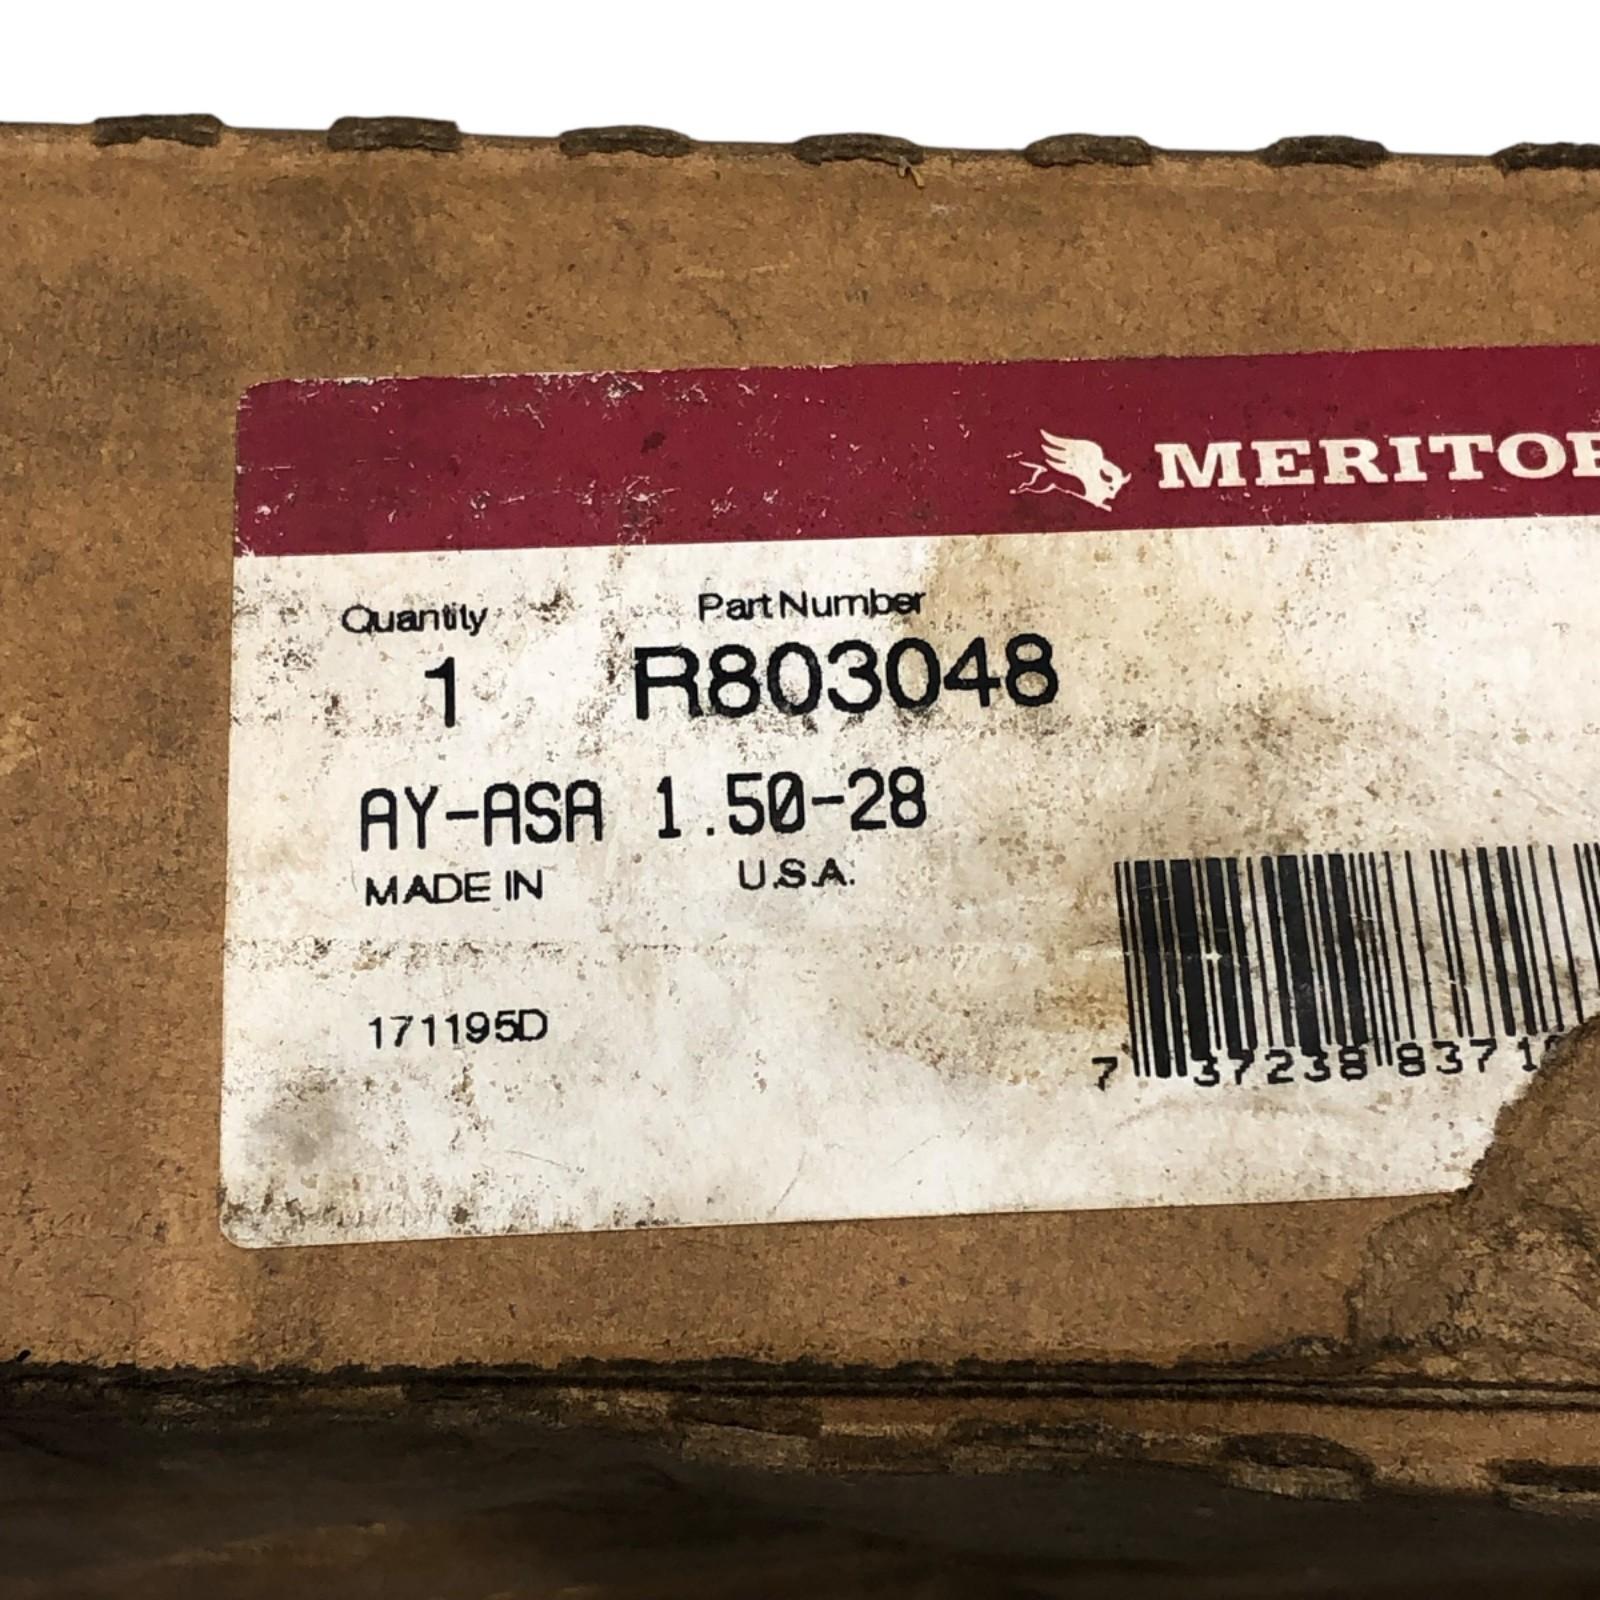 MERITOR
Quantity Part Number
1 R803048
AY-ASA 1.50-28
MADE IN U.S.A.
171195D
7 37238 8371